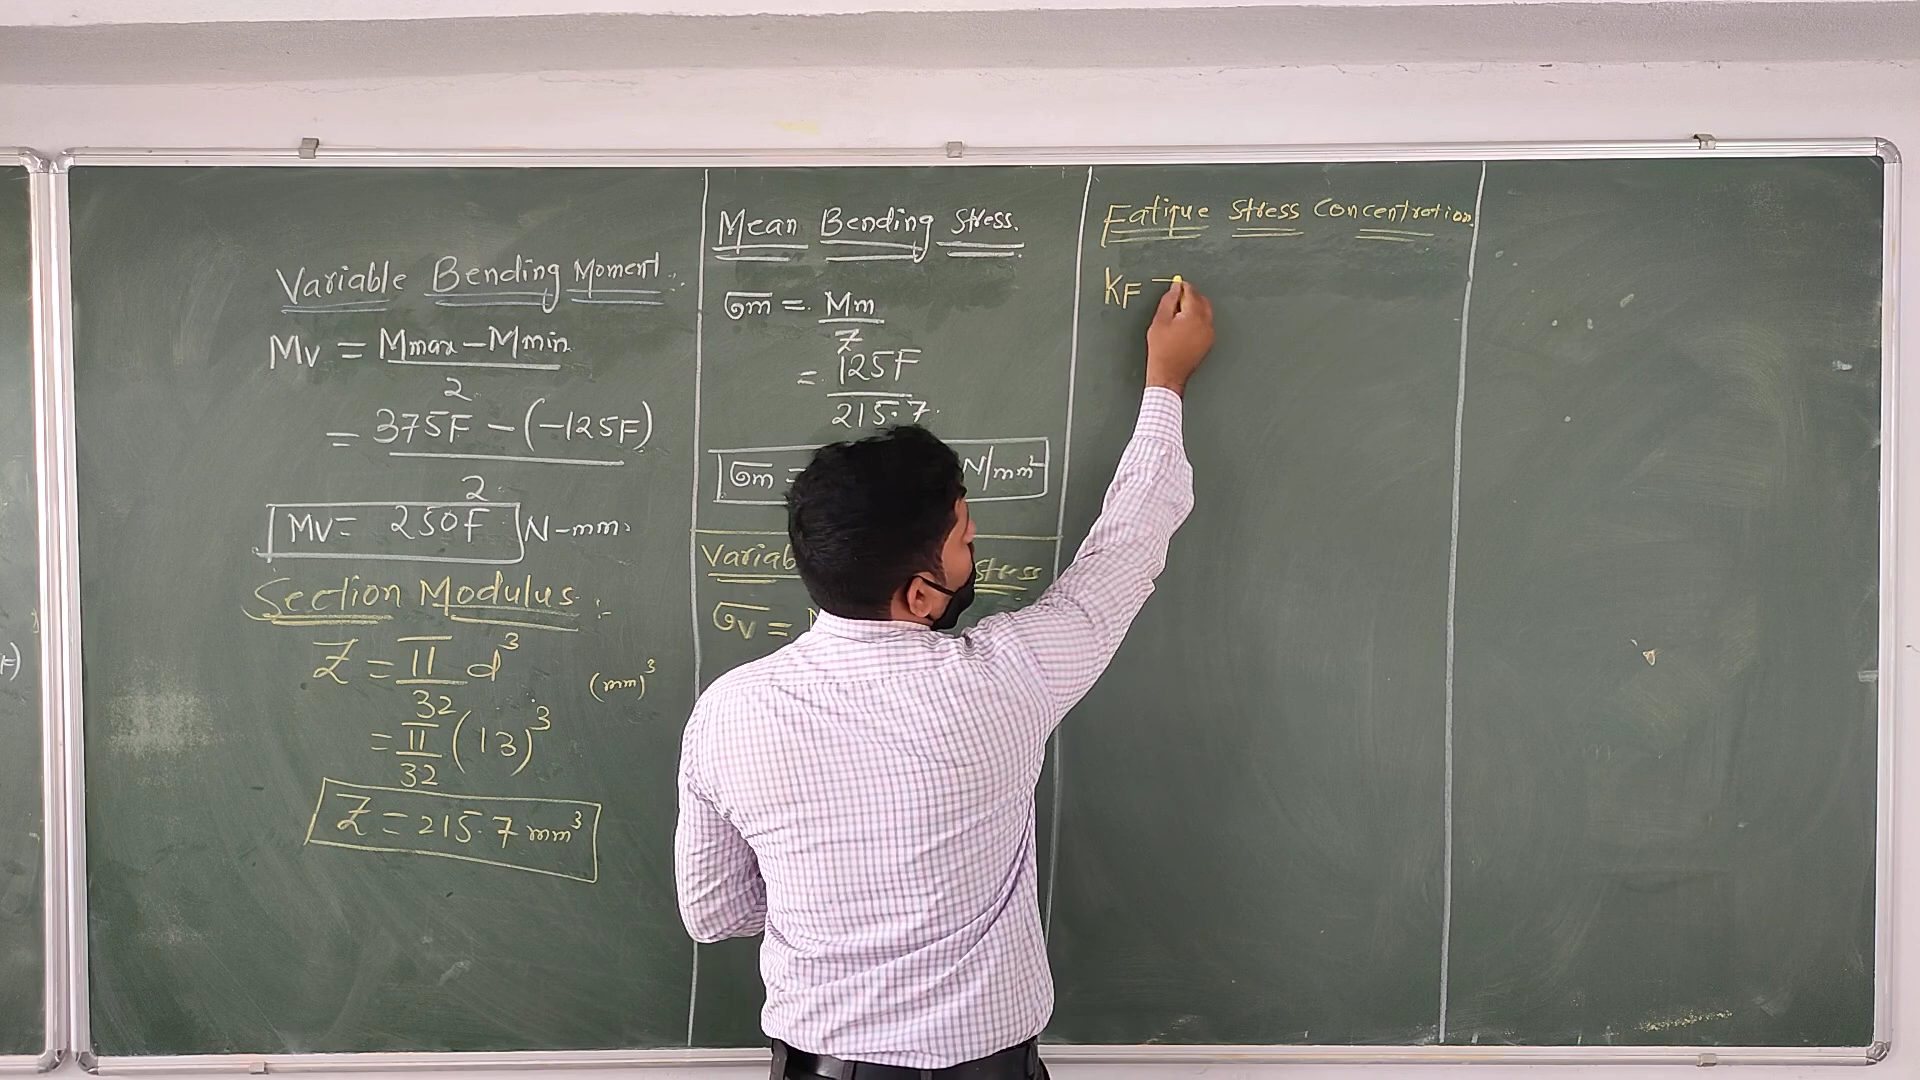 F)
Variable Bending Moment:
Mv = Mmax - Mmin
2
= 375F - (-125F)
2
Mv = 250F N-mm.
Section Modulus :-
Z = π d³
32
(mm)³
= π (13)³
32
Z = 215.7 mm³
Mean Bending Stress.
σm = Mm
Z
= 125F
215.7
σm = N/mm²
Stress
σv =
Fatique Stress Concentration
KF